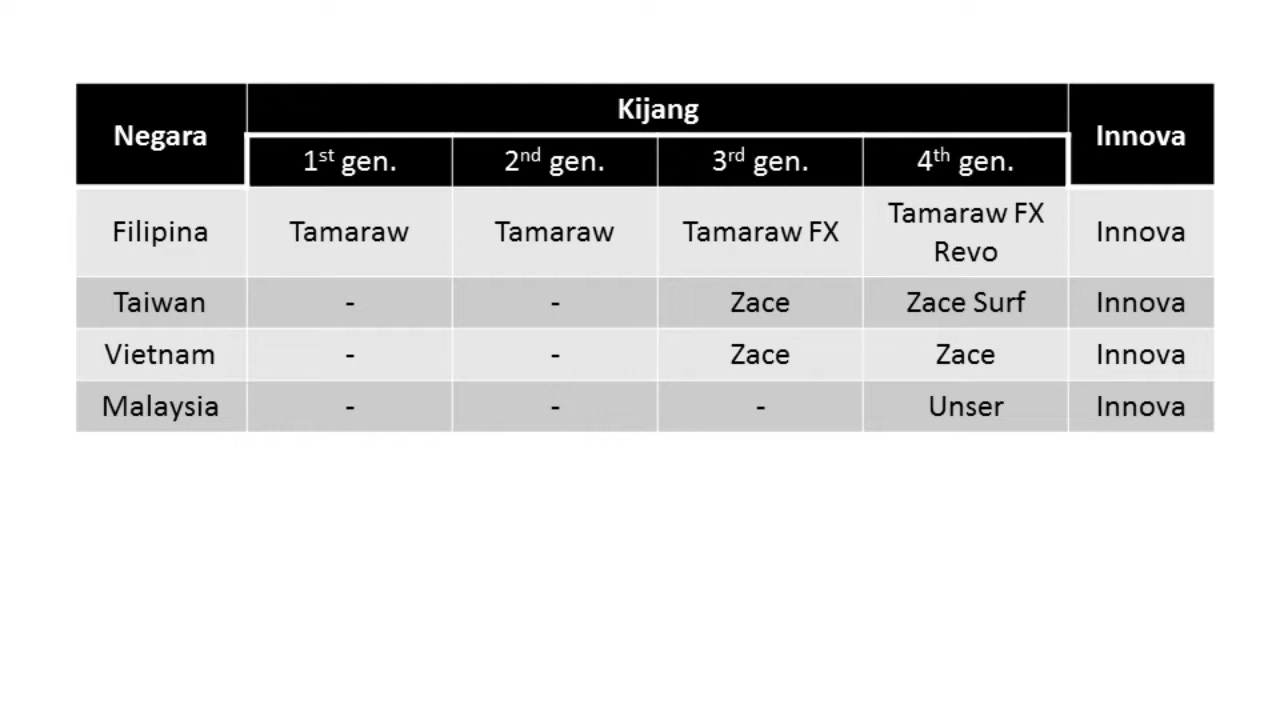 Negara Kijang Innova
1st gen. 2nd gen. 3rd gen. 4th gen.
Filipina Tamaraw Tamaraw Tamaraw FX Tamaraw FX Revo Innova
Taiwan - - Zace Zace Surf Innova
Vietnam - - Zace Zace Innova
Malaysia - - - Unser Innova